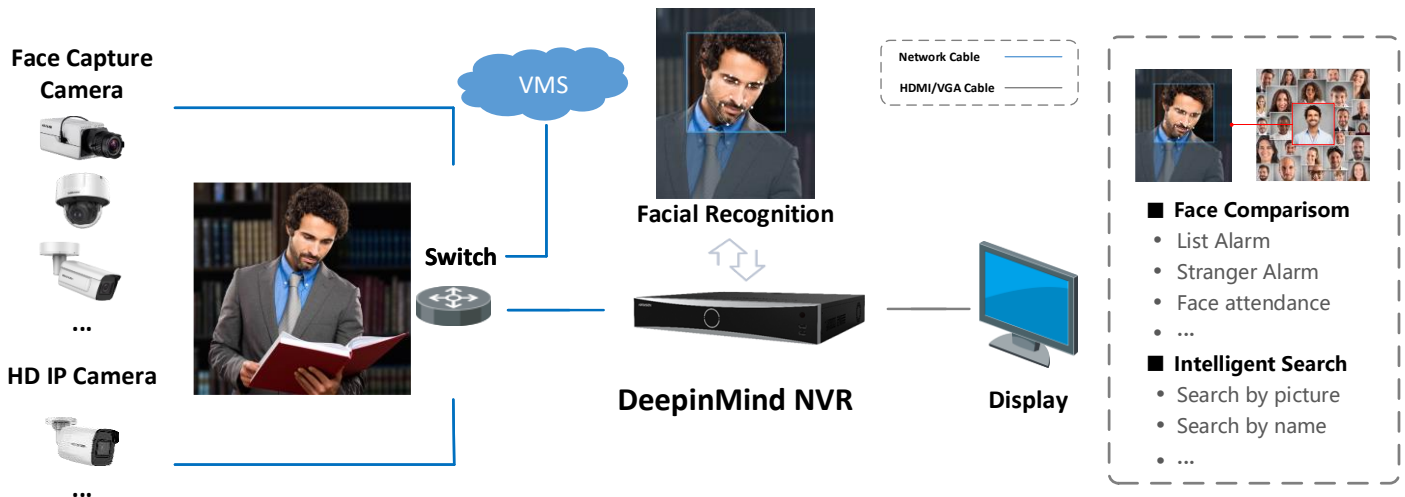 Face Capture
Camera
...
HD IP Camera
...
VMS
Switch
Facial Recognition
DeepinMind NVR
Display
Network Cable
HDMI/VGA Cable
■ Face Comparisom
• List Alarm
• Stranger Alarm
• Face attendance
• ...
■ Intelligent Search
• Search by picture
• Search by name
• ...